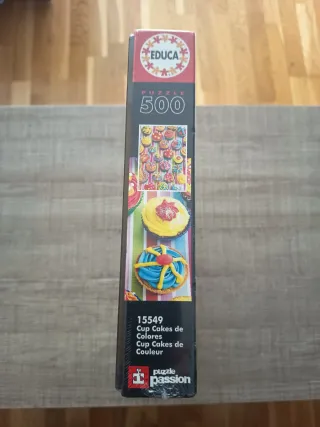 EDUCA
PUZZLE
500
15549
Cup Cakes de
Colores
Cup Cakes de
Couleur
puzzle
passion